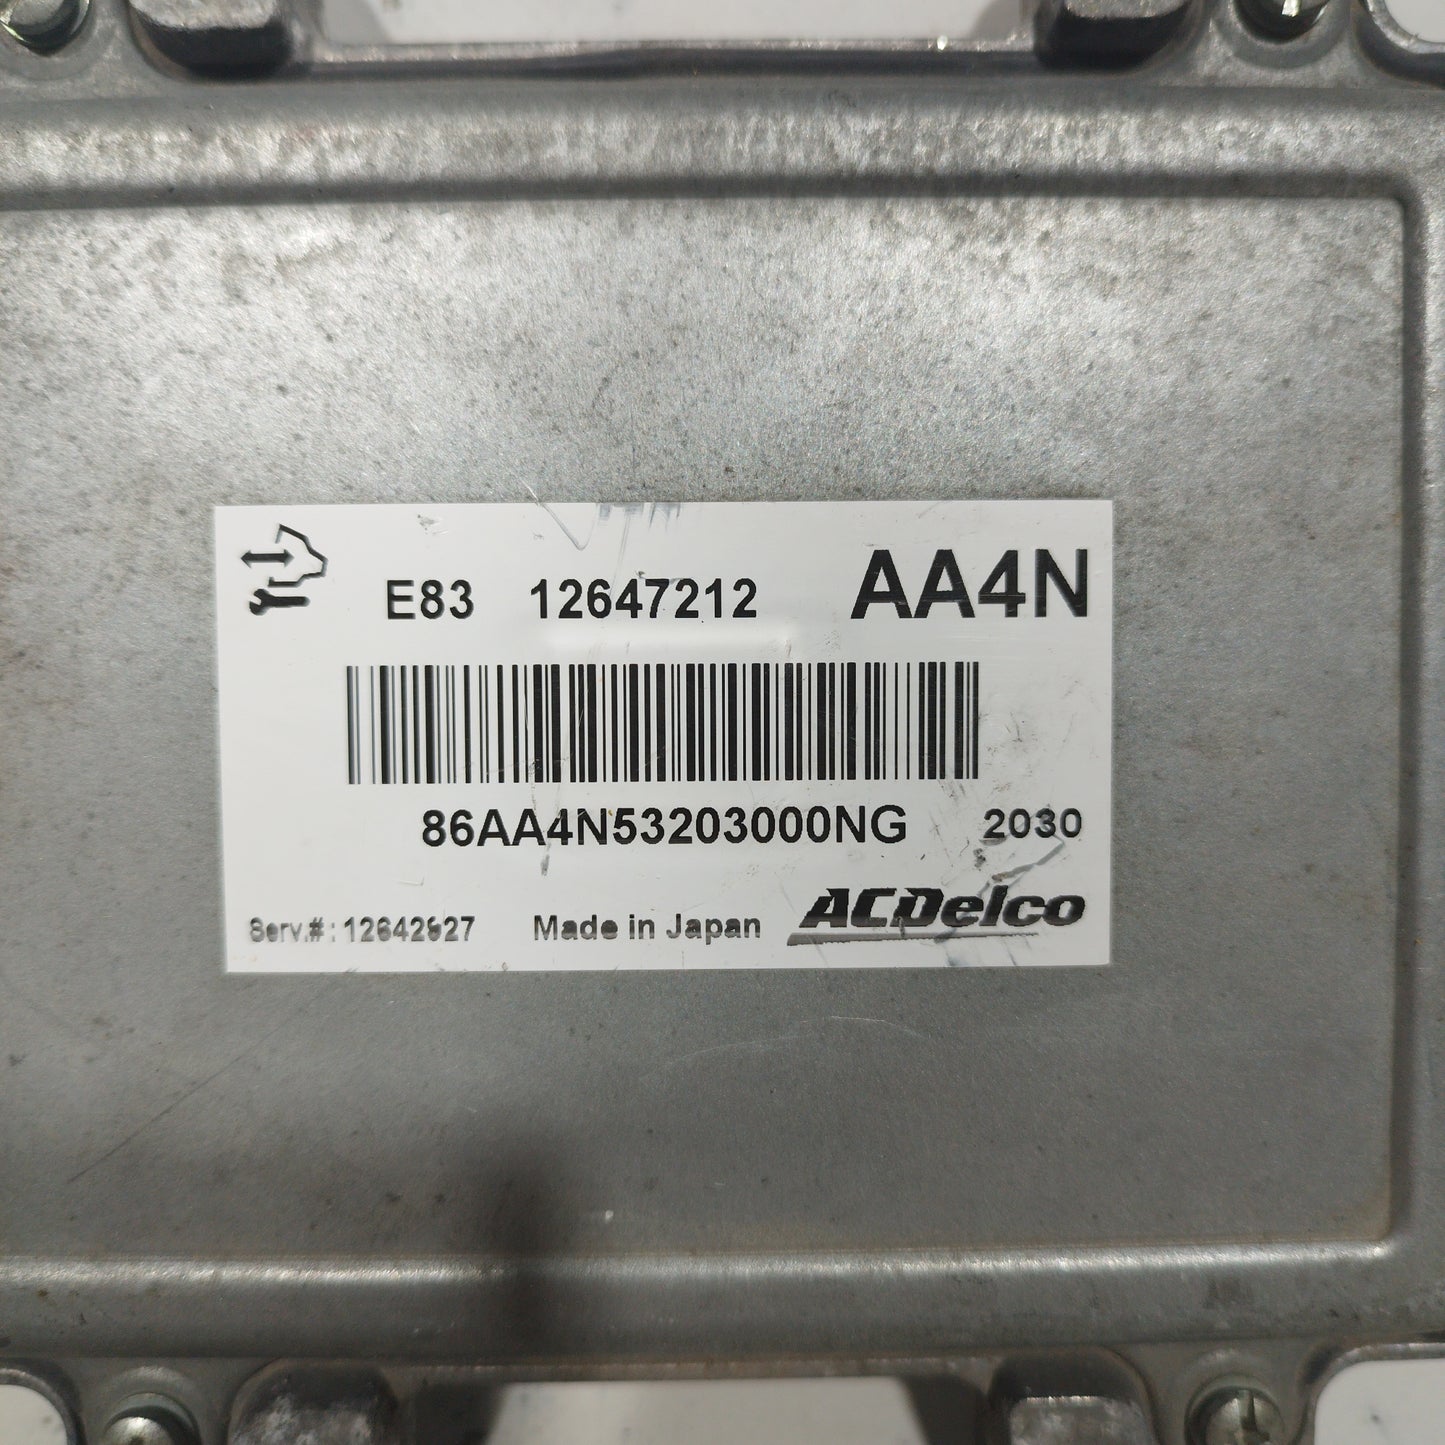 E83 12647212 AA4N
86AA4N53203000NG 2030
Serv.#: 12642927 Made in Japan ACDelco